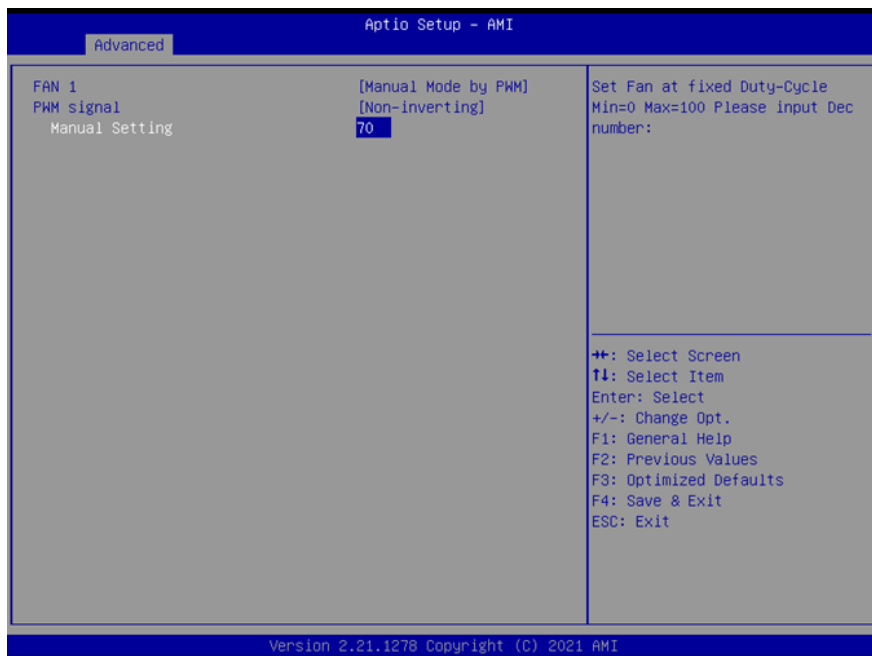 Aptio Setup – AMI
Advanced
FAN 1 [Manual Mode by PWM]
PWM signal [Non-inverting]
Manual Setting 70
Set Fan at fixed Duty-Cycle
Min=0 Max=100 Please input Dec
number:
→←: Select Screen
↑↓: Select Item
Enter: Select
+/-: Change Opt.
F1: General Help
F2: Previous Values
F3: Optimized Defaults
F4: Save & Exit
ESC: Exit
Version 2.21.1278 Copyright (C) 2021 AMI